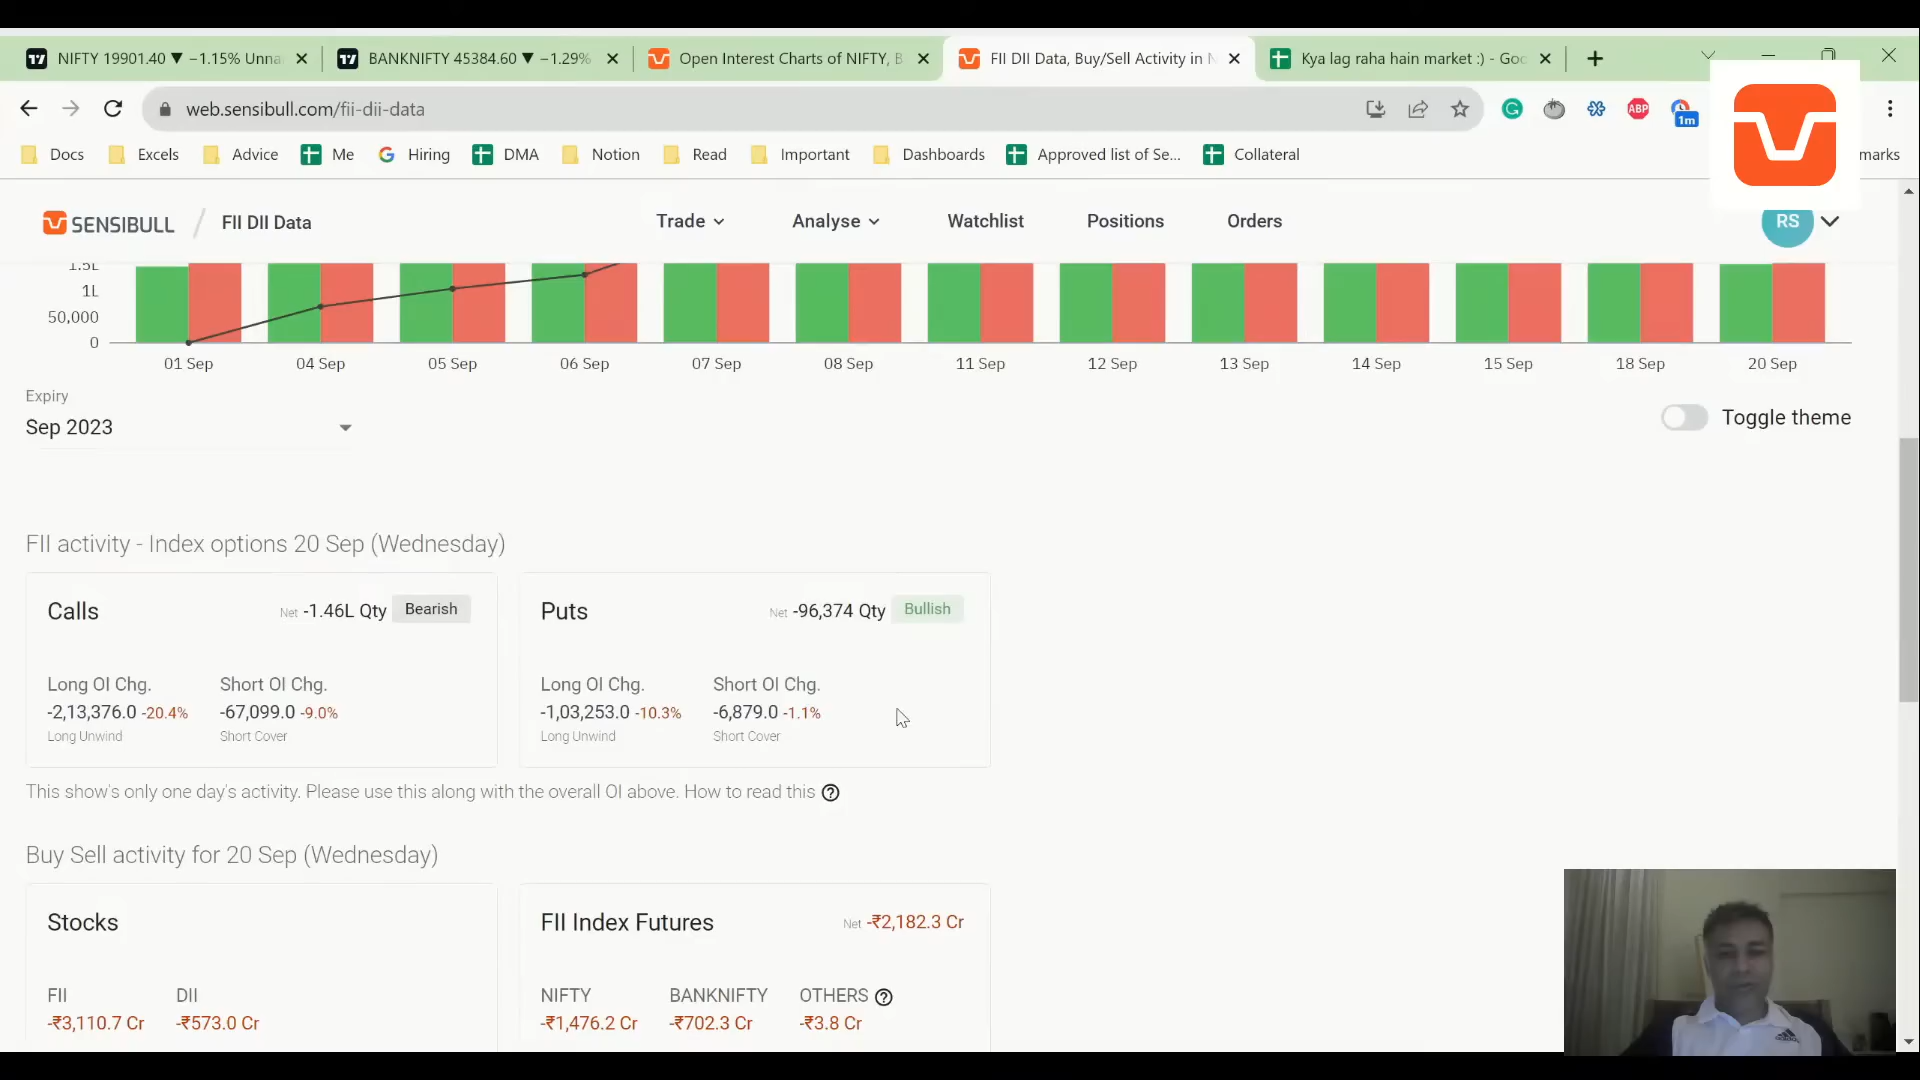 NIFTY 19901.40 ▼ −1.15% Unna
BANKNIFTY 45384.60 ▼ −1.29%
Open Interest Charts of NIFTY, B
FII DII Data, Buy/Sell Activity in N
Kya lag raha hain market :) - Goo
web.sensibull.com/fii-dii-data
ABP
1m
Docs
Excels
Advice
Me
Hiring
DMA
Notion
Read
Important
Dashboards
Approved list of Se...
Collateral
marks
SENSIBULL / FII DII Data
Trade
Analyse
Watchlist
Positions
Orders
RS
1.5L
1L
50,000
0
01 Sep 04 Sep 05 Sep 06 Sep 07 Sep 08 Sep 11 Sep 12 Sep 13 Sep 14 Sep 15 Sep 18 Sep 20 Sep
Expiry
Sep 2023
Toggle theme
FII activity - Index options 20 Sep (Wednesday)
Calls
Net -1.46L Qty Bearish
Long OI Chg. Short OI Chg.
-2,13,376.0 -20.4% -67,099.0 -9.0%
Long Unwind Short Cover
Puts
Net -96,374 Qty Bullish
Long OI Chg. Short OI Chg.
-1,03,253.0 -10.3% -6,879.0 -1.1%
Long Unwind Short Cover
This show's only one day's activity. Please use this along with the overall OI above. How to read this ?
Buy Sell activity for 20 Sep (Wednesday)
Stocks
FII DII
-₹3,110.7 Cr -₹573.0 Cr
FII Index Futures
Net -₹2,182.3 Cr
NIFTY BANKNIFTY OTHERS ?
-₹1,476.2 Cr -₹702.3 Cr -₹3.8 Cr